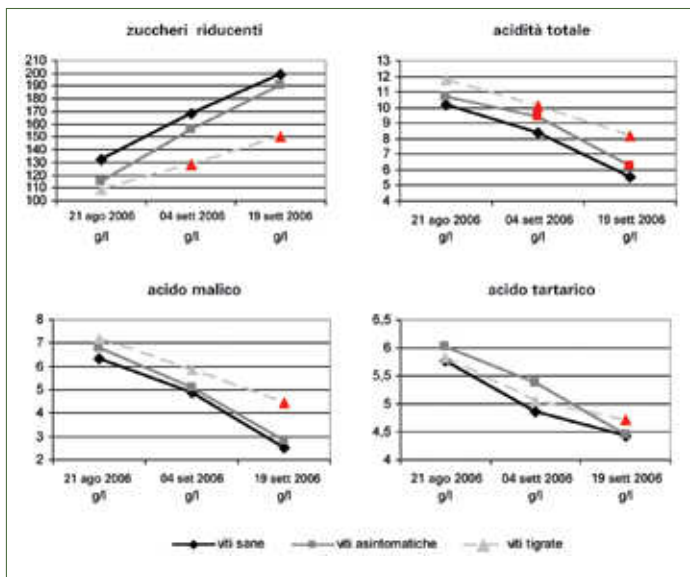 zuccheri riducenti
210
200
190
180
170
160
150
140
130
120
110
100
21 ago 2006 04 sett 2006 19 sett 2006
g/l g/l g/l
acidità totale
13
12
11
10
9
8
7
6
5
4
21 ago 2006 04 sett 2006 19 sett 2006
g/l g/l g/l
acido malico
8
7
6
5
4
3
2
21 ago 2006 04 set 2006 19 sett 2006
g/l g/l g/l
acido tartarico
6,5
6
5,5
5
4,5
4
21 ago 2006 04 sett 2006 19 sett 2006
g/l g/l g/l
viti sane viti asintomatiche viti tigrate